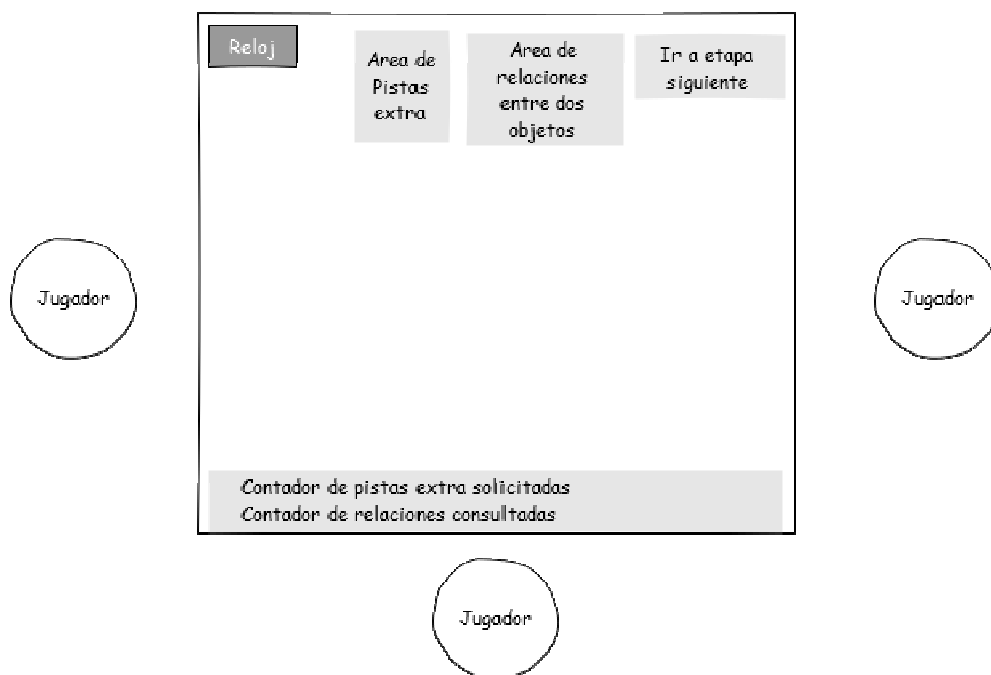 Reloj
Area de
Pistas
extra
Area de
relaciones
entre dos
objetos
Ir a etapa
siguiente
Jugador
Jugador
Contador de pistas extra solicitadas
Contador de relaciones consultadas
Jugador